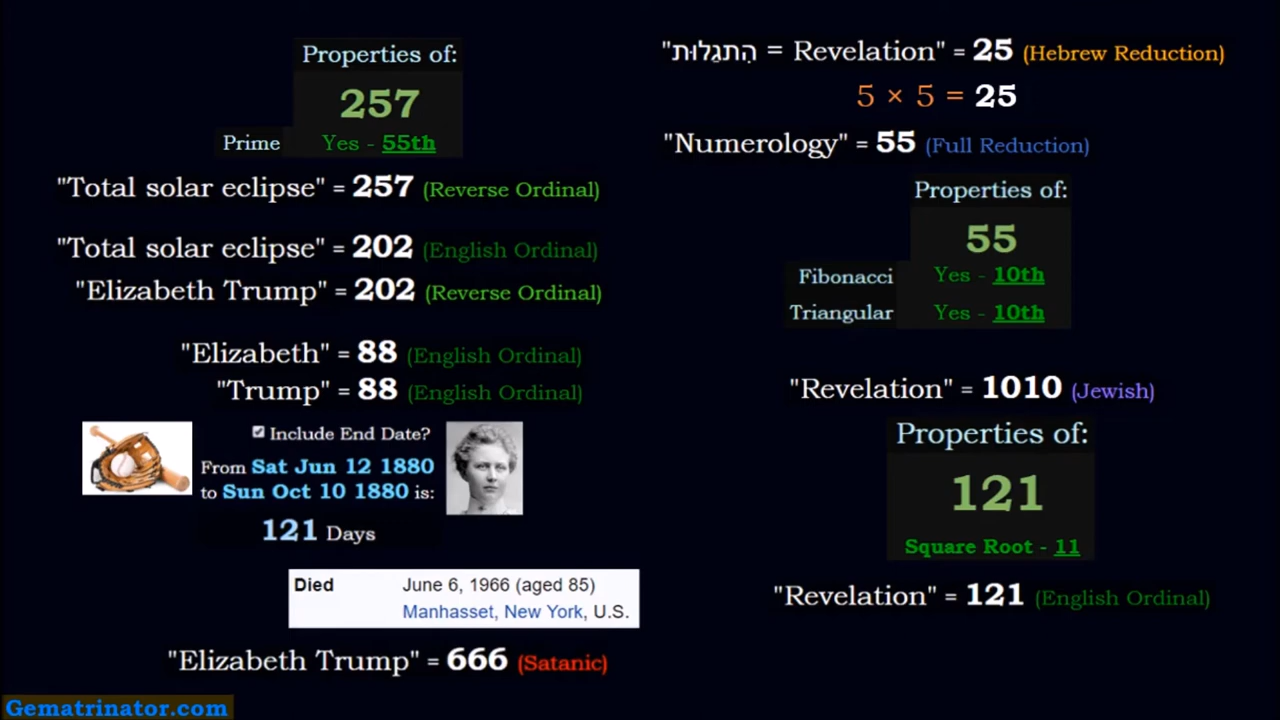 Properties of:
257
Prime Yes - 55th
"Total solar eclipse" = 257 (Reverse Ordinal)
"Total solar eclipse" = 202 (English Ordinal)
"Elizabeth Trump" = 202 (Reverse Ordinal)
"Elizabeth" = 88 (English Ordinal)
"Trump" = 88 (English Ordinal)
Include End Date?
From Sat Jun 12 1880
to Sun Oct 10 1880 is:
121 Days
Died June 6, 1966 (aged 85)
Manhasset, New York, U.S.
"Elizabeth Trump" = 666 (Satanic)
"הִתגַלוּת = Revelation" = 25 (Hebrew Reduction)
5 × 5 = 25
"Numerology" = 55 (Full Reduction)
Properties of:
55
Fibonacci Yes - 10th
Triangular Yes - 10th
"Revelation" = 1010 (Jewish)
Properties of:
121
Square Root - 11
"Revelation" = 121 (English Ordinal)
Gematrinator.com